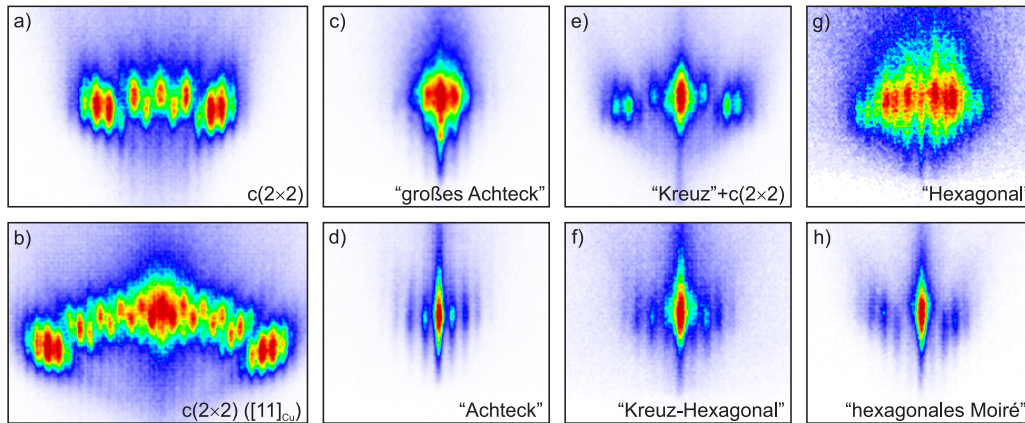 a)
c(2×2)
c)
“großes Achteck”
e)
“Kreuz”+c(2×2)
g)
“Hexagonal”
b)
c(2×2) ([11]Cu)
d)
“Achteck”
f)
“Kreuz-Hexagonal”
h)
“hexagonales Moiré”